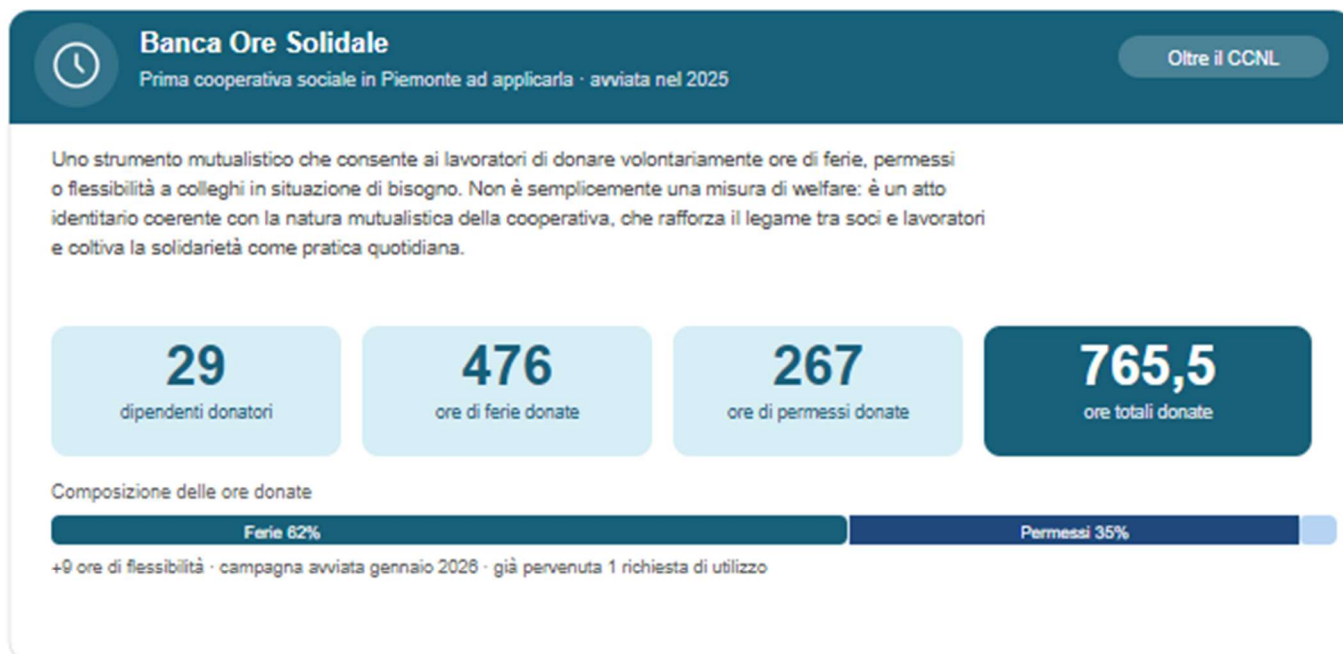 Banca Ore Solidale
Prima cooperativa sociale in Piemonte ad applicarla · avviata nel 2025
Oltre il CCNL
Uno strumento mutualistico che consente ai lavoratori di donare volontariamente ore di ferie, permessi
o flessibilità a colleghi in situazione di bisogno. Non è semplicemente una misura di welfare: è un atto
identitario coerente con la natura mutualistica della cooperativa, che rafforza il legame tra soci e lavoratori
e coltiva la solidarietà come pratica quotidiana.
29
dipendenti donatori
476
ore di ferie donate
267
ore di permessi donate
765,5
ore totali donate
Composizione delle ore donate
Ferie 62%
Permessi 35%
+9 ore di flessibilità · campagna avviata gennaio 2026 · già pervenuta 1 richiesta di utilizzo